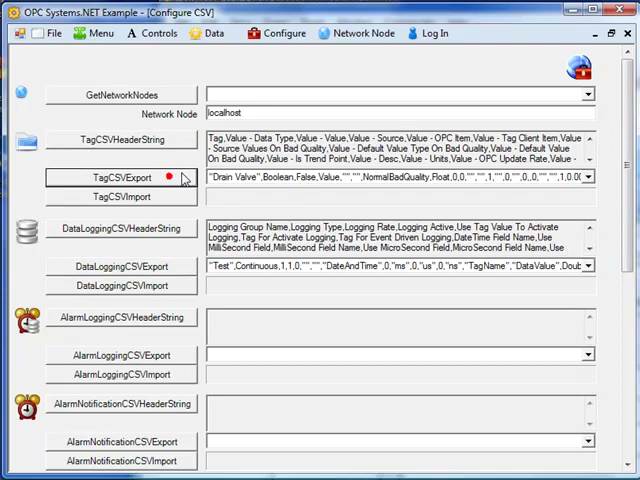 OPC Systems.NET Example - [Configure CSV]
File Menu Controls Data Configure Network Node Log In
GetNetworkNodes
Network Node localhost
TagCSVHeaderString
Tag,Value - Data Type,Value - Value,Value - Source,Value - OPC Item,Value - Tag Client Item,Value
- Source Values On Bad Quality,Value - Default Value Type On Bad Quality,Value - Default Value
On Bad Quality,Value - Is Trend Point,Value - Desc,Value - Units,Value - OPC Update Rate,Value -
TagCSVExport "Drain Valve",Boolean,False,Value,"","",NormalBadQuality,Float,0,0,"","",1,"",0,"",0,,0,"","",1,0.00
TagCSVImport
DataLoggingCSVHeaderString
Logging Group Name,Logging Type,Logging Rate,Logging Active,Use Tag Value To Activate
Logging,Tag For Activate Logging,Tag For Event Driven Logging,DateTime Field Name,Use
MilliSecond Field,MilliSecond Field Name,Use MicroSecond Field,MicroSecond Field Name,Use
DataLoggingCSVExport "Test",Continuous,1,1,0,"","","DateAndTime",0,"ms",0,"us",0,"ns","TagName","DataValue",Doub
DataLoggingCSVImport
AlarmLoggingCSVHeaderString
AlarmLoggingCSVExport
AlarmLoggingCSVImport
AlarmNotificationCSVHeaderString
AlarmNotificationCSVExport
AlarmNotificationCSVImport